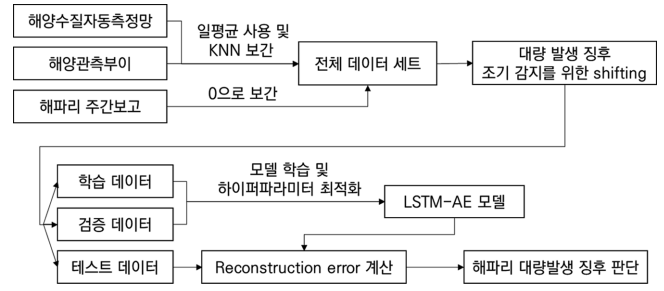 해양수질자동측정망
해양관측부이
해파리 주간보고
일평균 사용 및
KNN 보간
0으로 보간
전체 데이터 세트
대량 발생 징후
조기 감지를 위한 shifting
학습 데이터
검증 데이터
테스트 데이터
모델 학습 및
하이퍼파라미터 최적화
LSTM-AE 모델
Reconstruction error 계산
해파리 대량발생 징후 판단